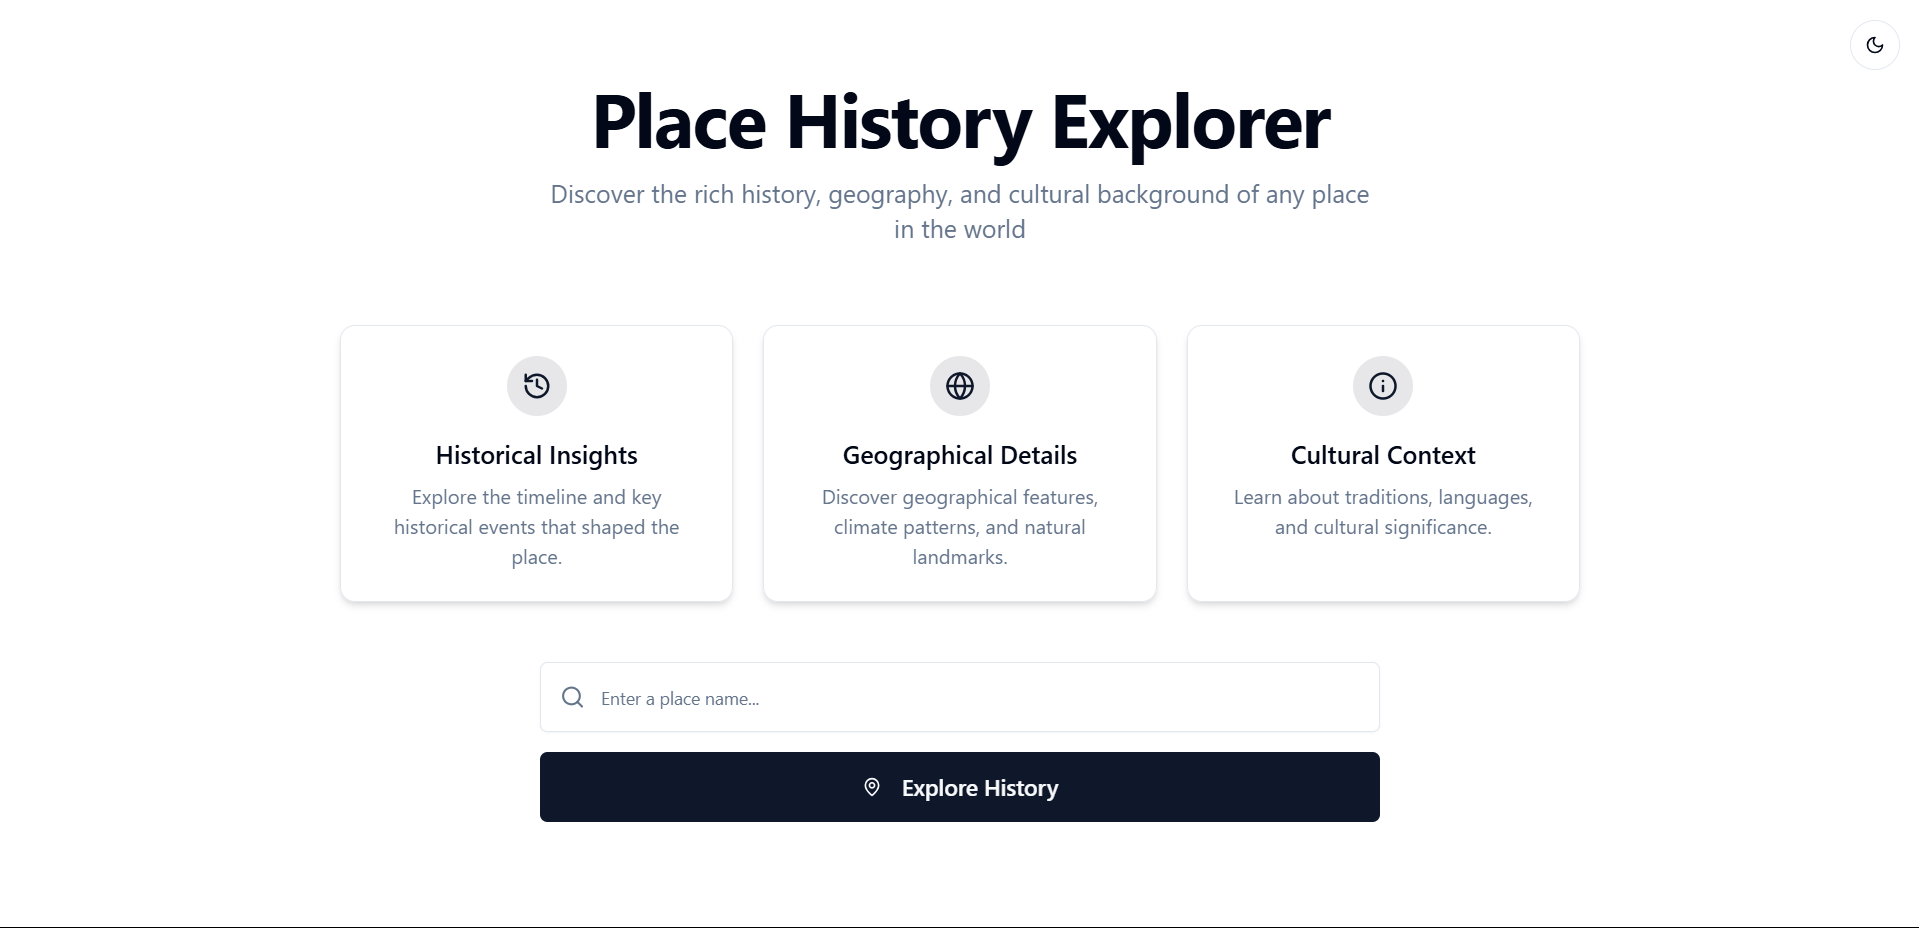 Place History Explorer
Discover the rich history, geography, and cultural background of any place
in the world
Historical Insights
Explore the timeline and key
historical events that shaped the
place.
Geographical Details
Discover geographical features,
climate patterns, and natural
landmarks.
Cultural Context
Learn about traditions, languages,
and cultural significance.
Enter a place name...
Explore History